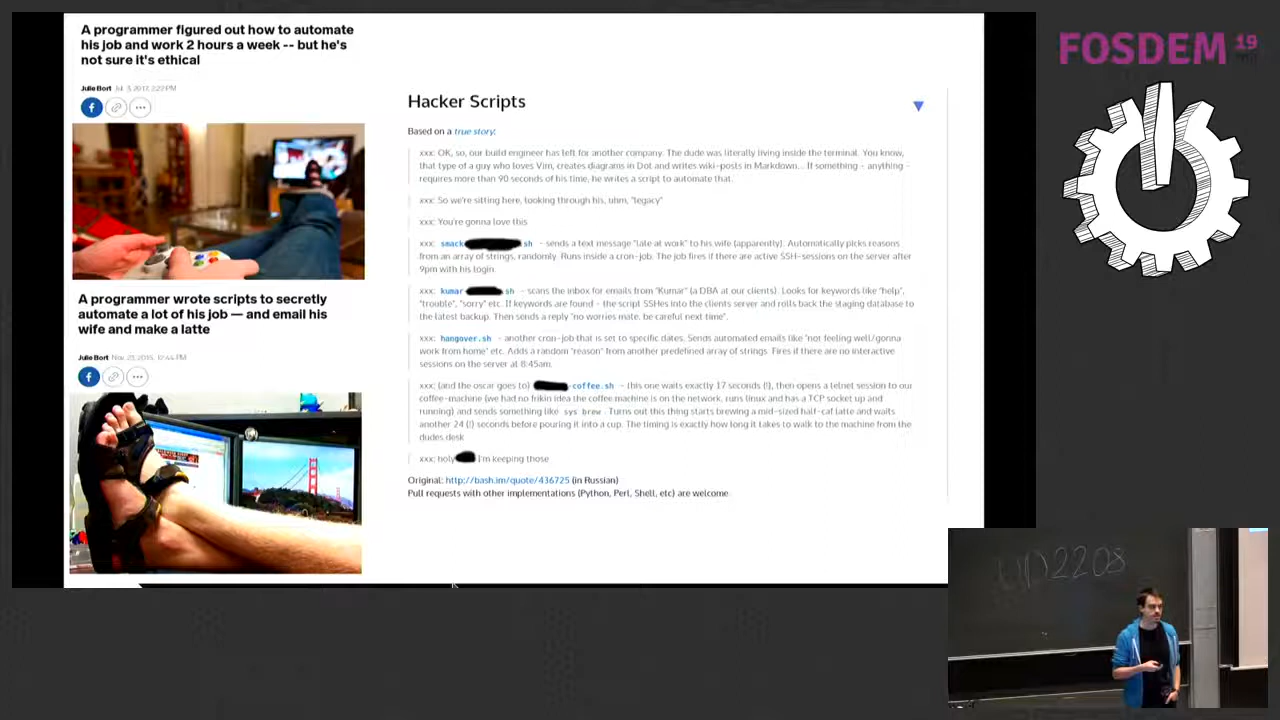 A programmer figured out how to automate
his job and work 2 hours a week -- but he's
not sure it's ethical
Julie Bort Jul. 3, 2017, 2:22 PM
A programmer wrote scripts to secretly
automate a lot of his job — and email his
wife and make a latte
Julie Bort Nov. 23, 2015, 12:44 PM
Hacker Scripts
Based on a true story:
xxx: OK, so, our build engineer has left for another company. The dude was literally living inside the terminal. You know,
that type of a guy who loves Vim, creates diagrams in Dot and writes wiki-posts in Markdown... If something - anything -
requires more than 90 seconds of his time, he writes a script to automate that.
xxx: So we're sitting here, looking through his, uhm, "legacy"
xxx: You're gonna love this
xxx: smack sh - sends a text message "late at work" to his wife (apparently). Automatically picks reasons
from an array of strings, randomly. Runs inside a cron-job. The job fires if there are active SSH-sessions on the server after
9pm with his login.
xxx: kumar sh - scans the inbox for emails from "Kumar" (a DBA at our clients). Looks for keywords like "help",
"trouble", "sorry" etc. If keywords are found - the script SSHes into the clients server and rolls back the staging database to
the latest backup. Then sends a reply "no worries mate, be careful next time".
xxx: hangover.sh - another cron-job that is set to specific dates. Sends automated emails like "not feeling well/gonna
work from home" etc. Adds a random "reason" from another predefined array of strings. Fires if there are no interactive
sessions on the server at 8:45am.
xxx: (and the oscar goes to) -coffee.sh - this one waits exactly 17 seconds (!), then opens a telnet session to our
coffee-machine (we had no frikin idea the coffee machine is on the network, runs linux and has a TCP socket up and
running) and sends something like sys brew. Turns out this thing starts brewing a mid-sized half-caf latte and waits
another 24 (!) seconds before pouring it into a cup. The timing is exactly how long it takes to walk to the machine from the
dudes desk
xxx: holy I'm keeping those
Original: http://bash.im/quote/436725 (in Russian)
Pull requests with other implementations (Python, Perl, Shell, etc) are welcome
FOSDEM 19
UD2208